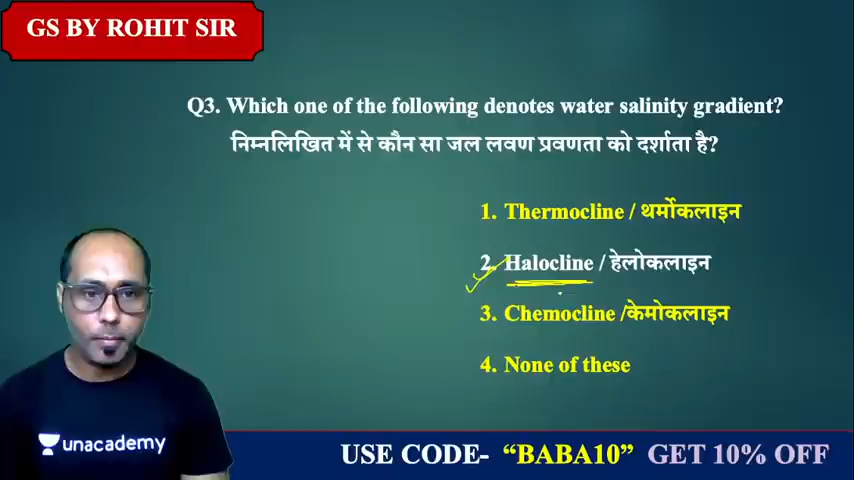 GS BY ROHIT SIR
Q3. Which one of the following denotes water salinity gradient?
निम्नलिखित में से कौन सा जल लवण प्रवणता को दर्शाता है?
1. Thermocline / थर्मोकलाइन
2. Halocline / हेलोकलाइन
3. Chemocline /केमोकलाइन
4. None of these
unacademy
USE CODE- “BABA10” GET 10% OFF